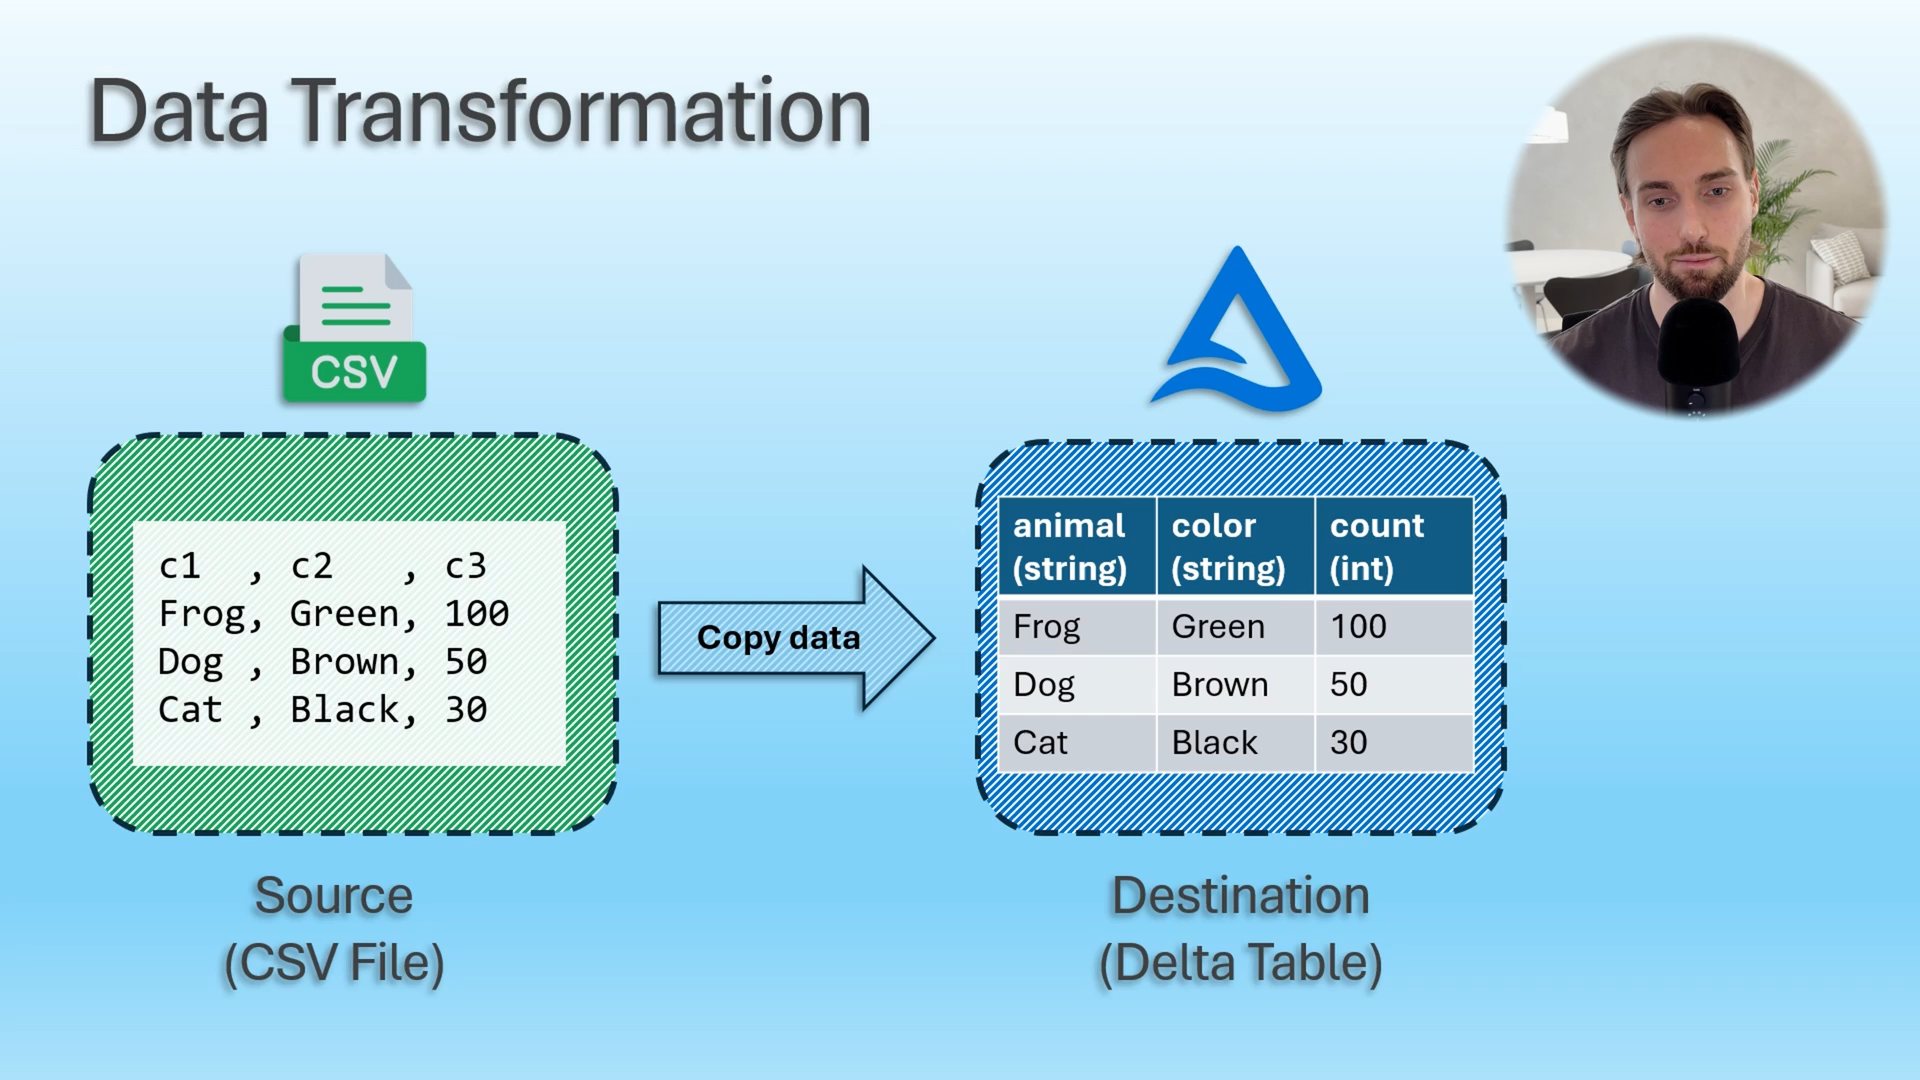 Data Transformation
CSV
c1 , c2 , c3
Frog, Green, 100
Dog , Brown, 50
Cat , Black, 30
Source
(CSV File)
Copy data
animal (string) color (string) count (int)
Frog Green 100
Dog Brown 50
Cat Black 30
Destination
(Delta Table)